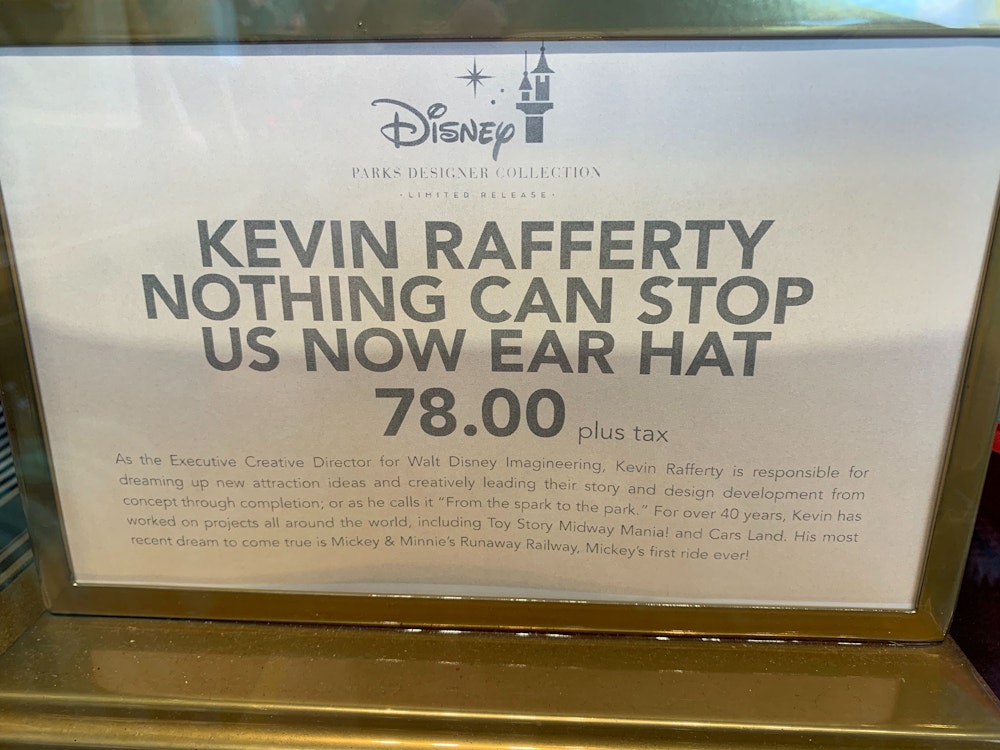 Disney
PARKS DESIGNER COLLECTION
· LIMITED RELEASE ·
KEVIN RAFFERTY
NOTHING CAN STOP
US NOW EAR HAT
78.00 plus tax
As the Executive Creative Director for Walt Disney Imagineering, Kevin Rafferty is responsible for
dreaming up new attraction ideas and creatively leading their story and design development from
concept through completion; or as he calls it "From the spark to the park." For over 40 years, Kevin has
worked on projects all around the world, including Toy Story Midway Mania! and Cars Land. His most
recent dream to come true is Mickey & Minnie's Runaway Railway, Mickey's first ride ever!